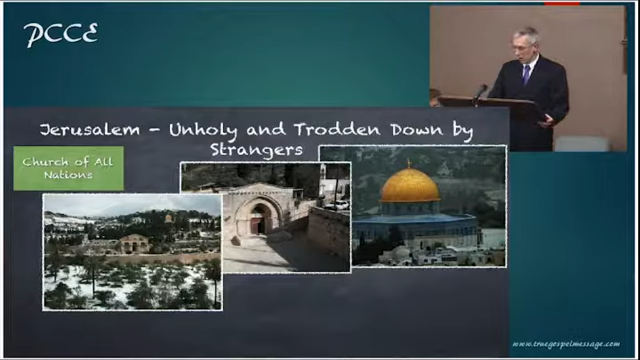 PCCE
Jerusalem - Unholy and Trodden Down by
Strangers
Church of All
Nations
www.truegospelmessage.com